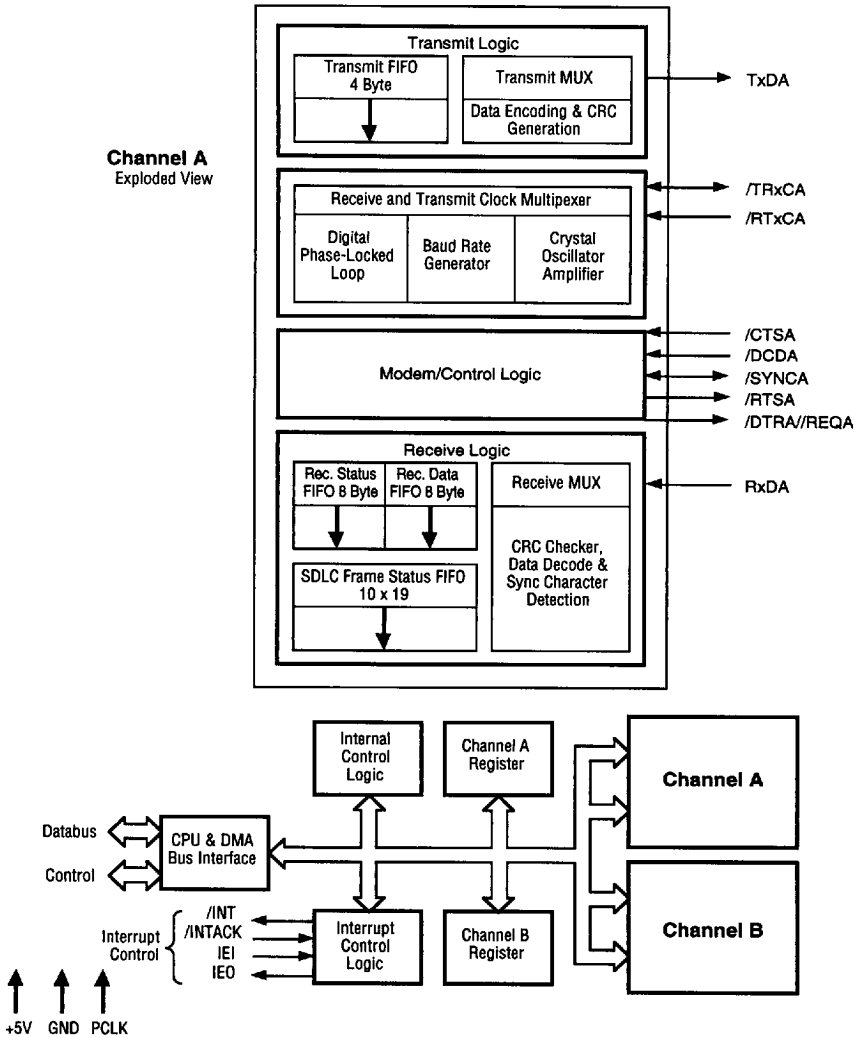 Transmit Logic
Transmit FIFO
4 Byte
Transmit MUX
Data Encoding & CRC
Generation
TxDA
Channel A
Exploded View
Receive and Transmit Clock Multipexer
Digital
Phase-Locked
Loop
Baud Rate
Generator
Crystal
Oscillator
Amplifier
/TRxCA
/RTxCA
Modem/Control Logic
/CTSA
/DCDA
/SYNCA
/RTSA
/DTRA//REQA
Receive Logic
Rec. Status
FIFO 8 Byte
Rec. Data
FIFO 8 Byte
Receive MUX
RxDA
CRC Checker,
Data Decode &
Sync Character
Detection
SDLC Frame Status FIFO
10 x 19
Internal
Control
Logic
Channel A
Register
Channel A
Databus
Control
CPU & DMA
Bus Interface
Interrupt
Control
/INT
/INTACK
IEI
IEO
Interrupt
Control
Logic
Channel B
Register
Channel B
+5V
GND
PCLK